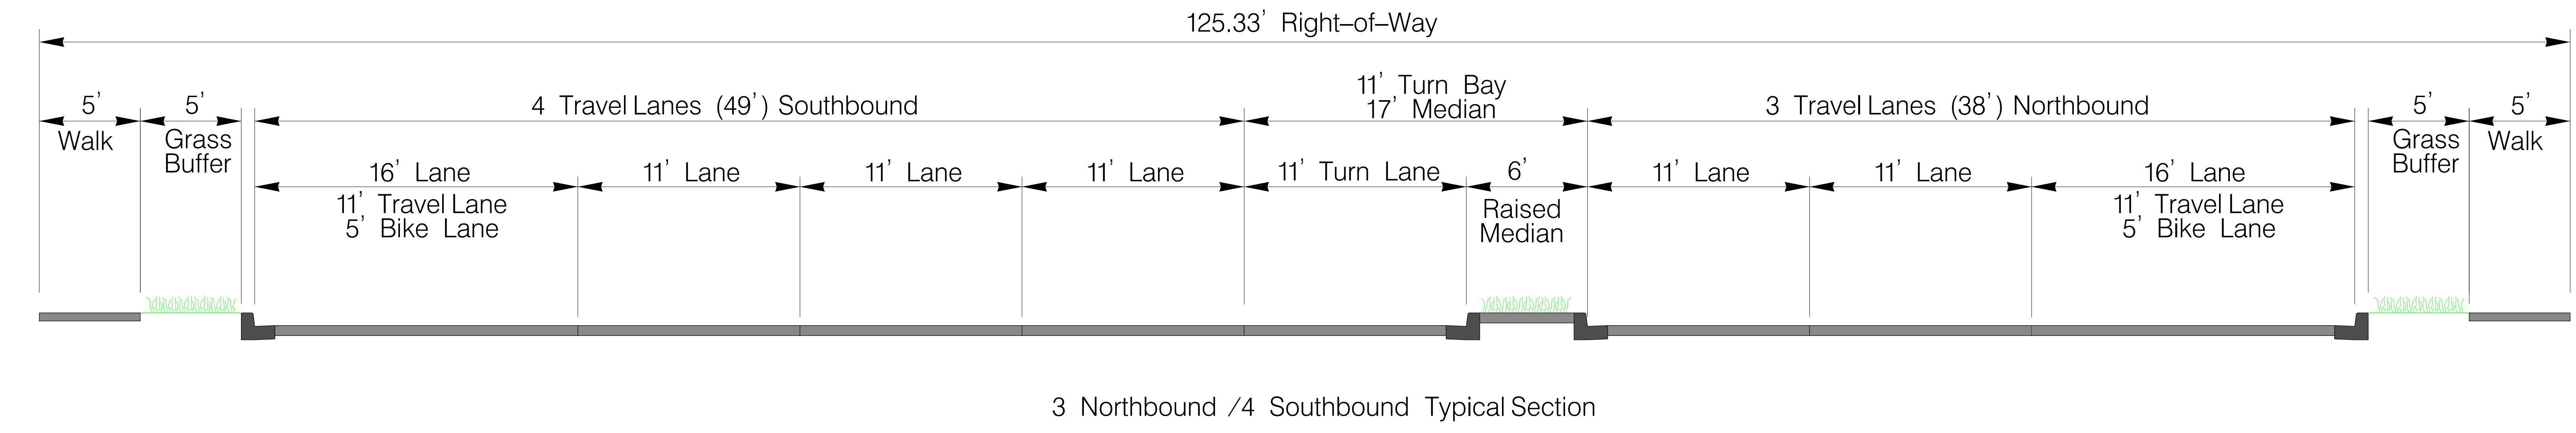 125.33' Right–of–Way
11' Turn Bay
5'
5'
4 Travel Lanes (49') Southbound
17' Median
3 Travel Lanes (38') Northbound
5'
5'
Walk
Grass
Buffer
Grass
Buffer
Walk
16' Lane
11' Lane
11' Lane
11' Lane
11' Turn Lane
6'
11' Lane
11' Lane
16' Lane
11' Travel Lane
5' Bike Lane
Raised
Median
11' Travel Lane
5' Bike Lane
3 Northbound /4 Southbound Typical Section